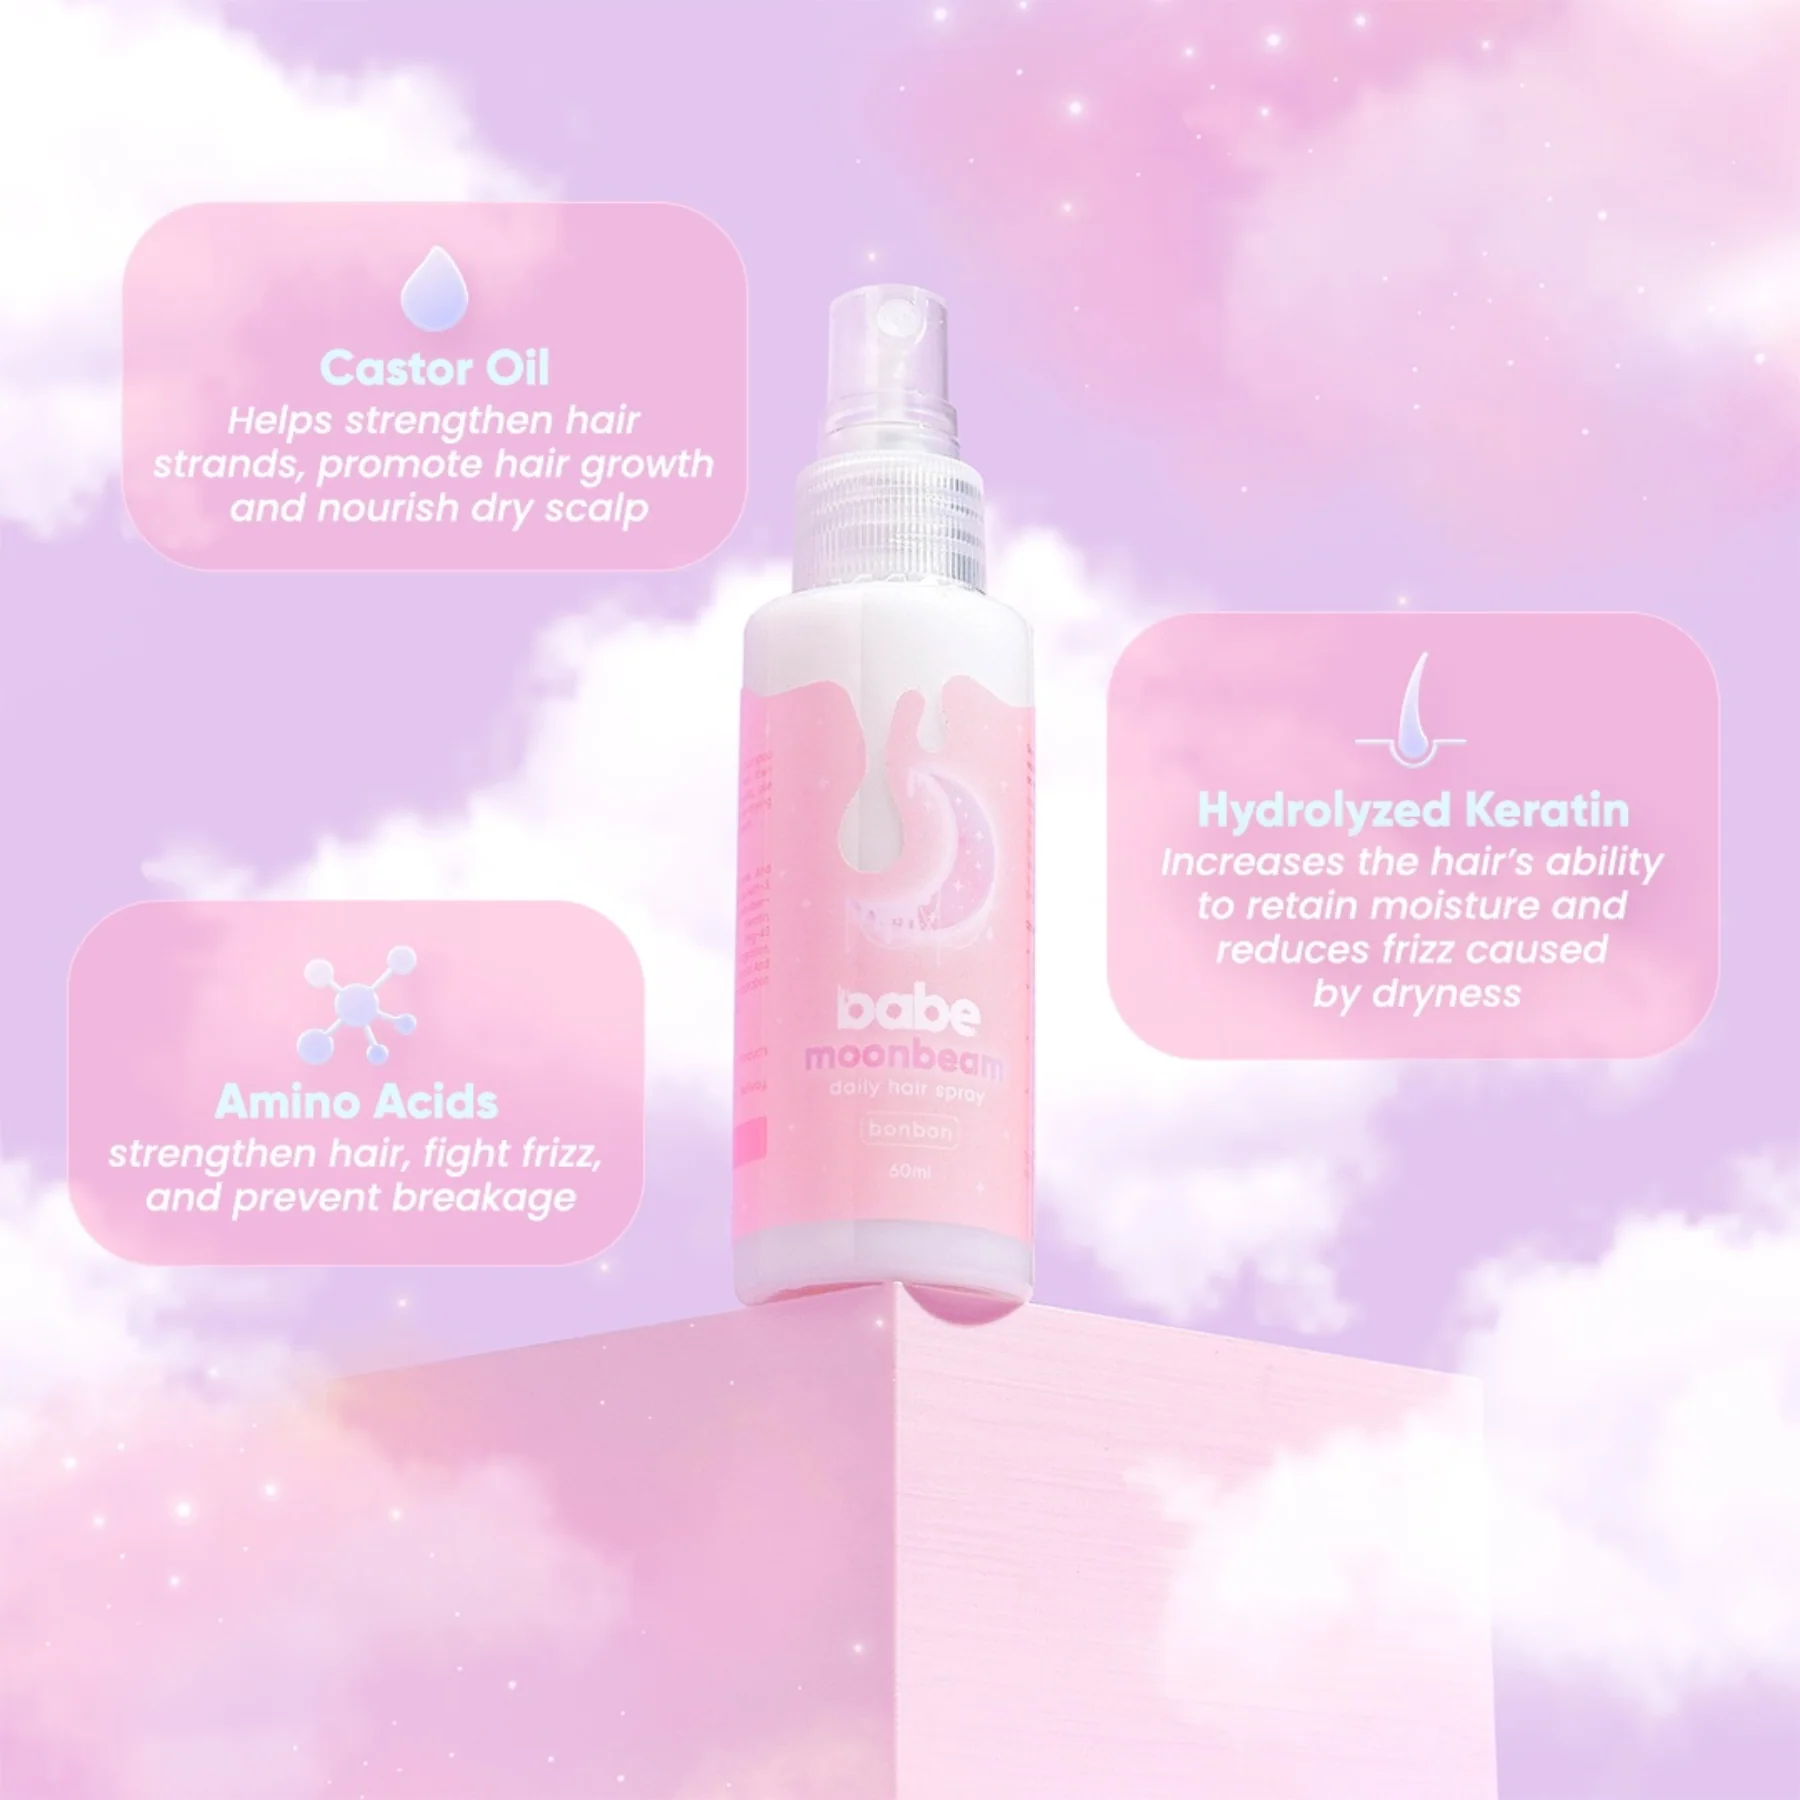 Castor Oil
Helps strengthen hair
strands, promote hair growth
and nourish dry scalp
Hydrolyzed Keratin
Increases the hair's ability
to retain moisture and
reduces frizz caused
by dryness
Amino Acids
strengthen hair, fight frizz,
and prevent breakage
babe
moonbeam
daily hair spray
bonbon
60ml